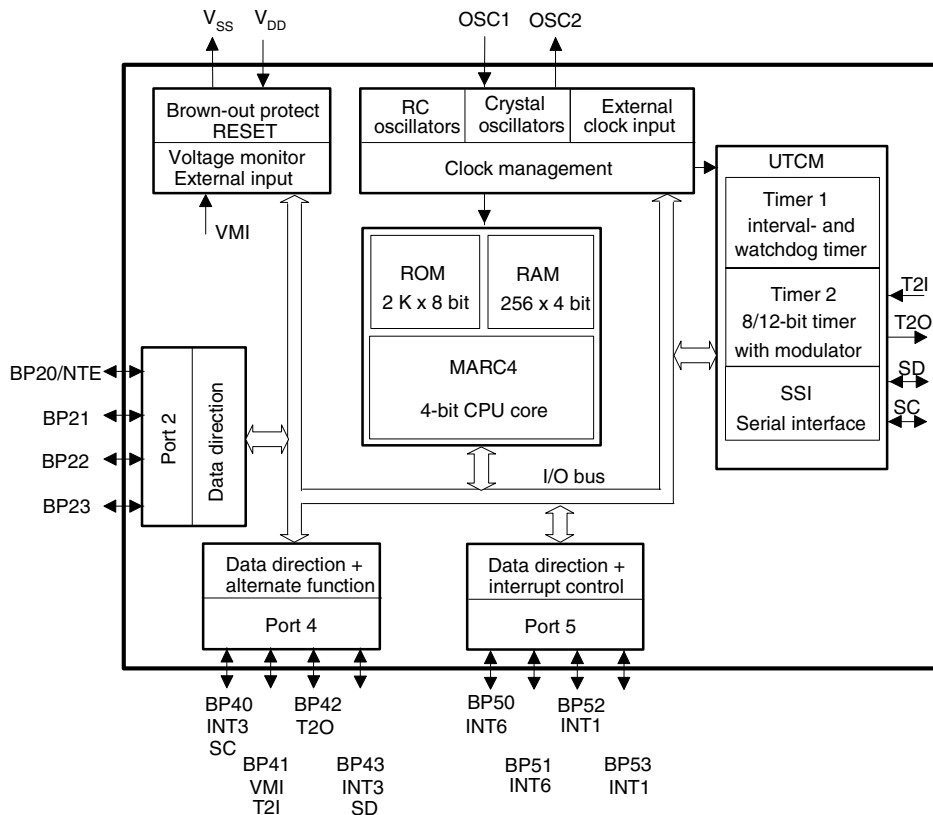 VSS
VDD
OSC1
OSC2
Brown-out protect
RESET
Voltage monitor
External input
VMI
RC
oscillators
Crystal
oscillators
External
clock input
Clock management
UTCM
Timer 1
interval- and
watchdog timer
Timer 2
8/12-bit timer
with modulator
SSI
Serial interface
T2I
T2O
SD
SC
ROM
2 K x 8 bit
RAM
256 x 4 bit
MARC4
4-bit CPU core
I/O bus
BP20/NTE
BP21
BP22
BP23
Port 2
Data direction
Data direction +
alternate function
Port 4
Data direction +
interrupt control
Port 5
BP40
INT3
SC
BP41
VMI
T2I
BP42
T2O
BP43
INT3
SD
BP50
INT6
BP51
INT6
BP52
INT1
BP53
INT1